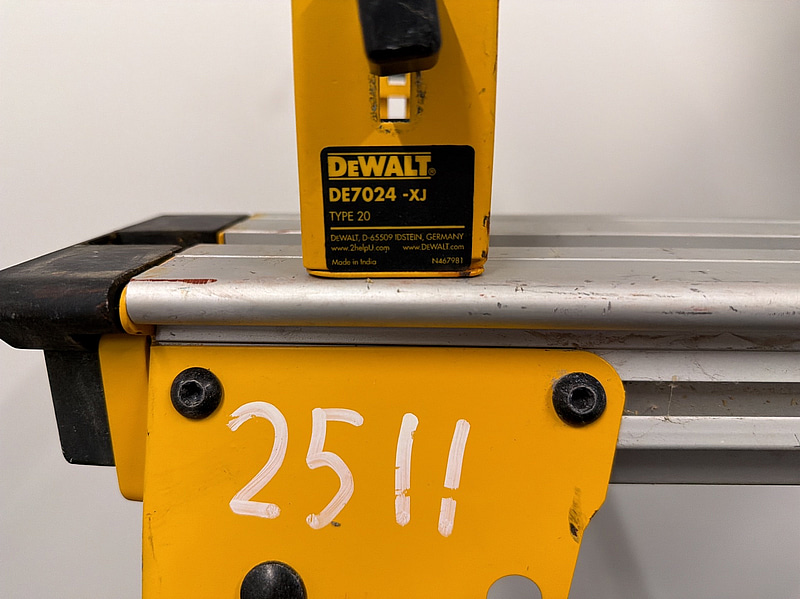 DEWALT®
DE7024 -XJ
TYPE 20
DEWALT, D-65509 IDSTEIN, GERMANY
www.2helpU.com www.DEWALT.com
Made in India N467981
2511